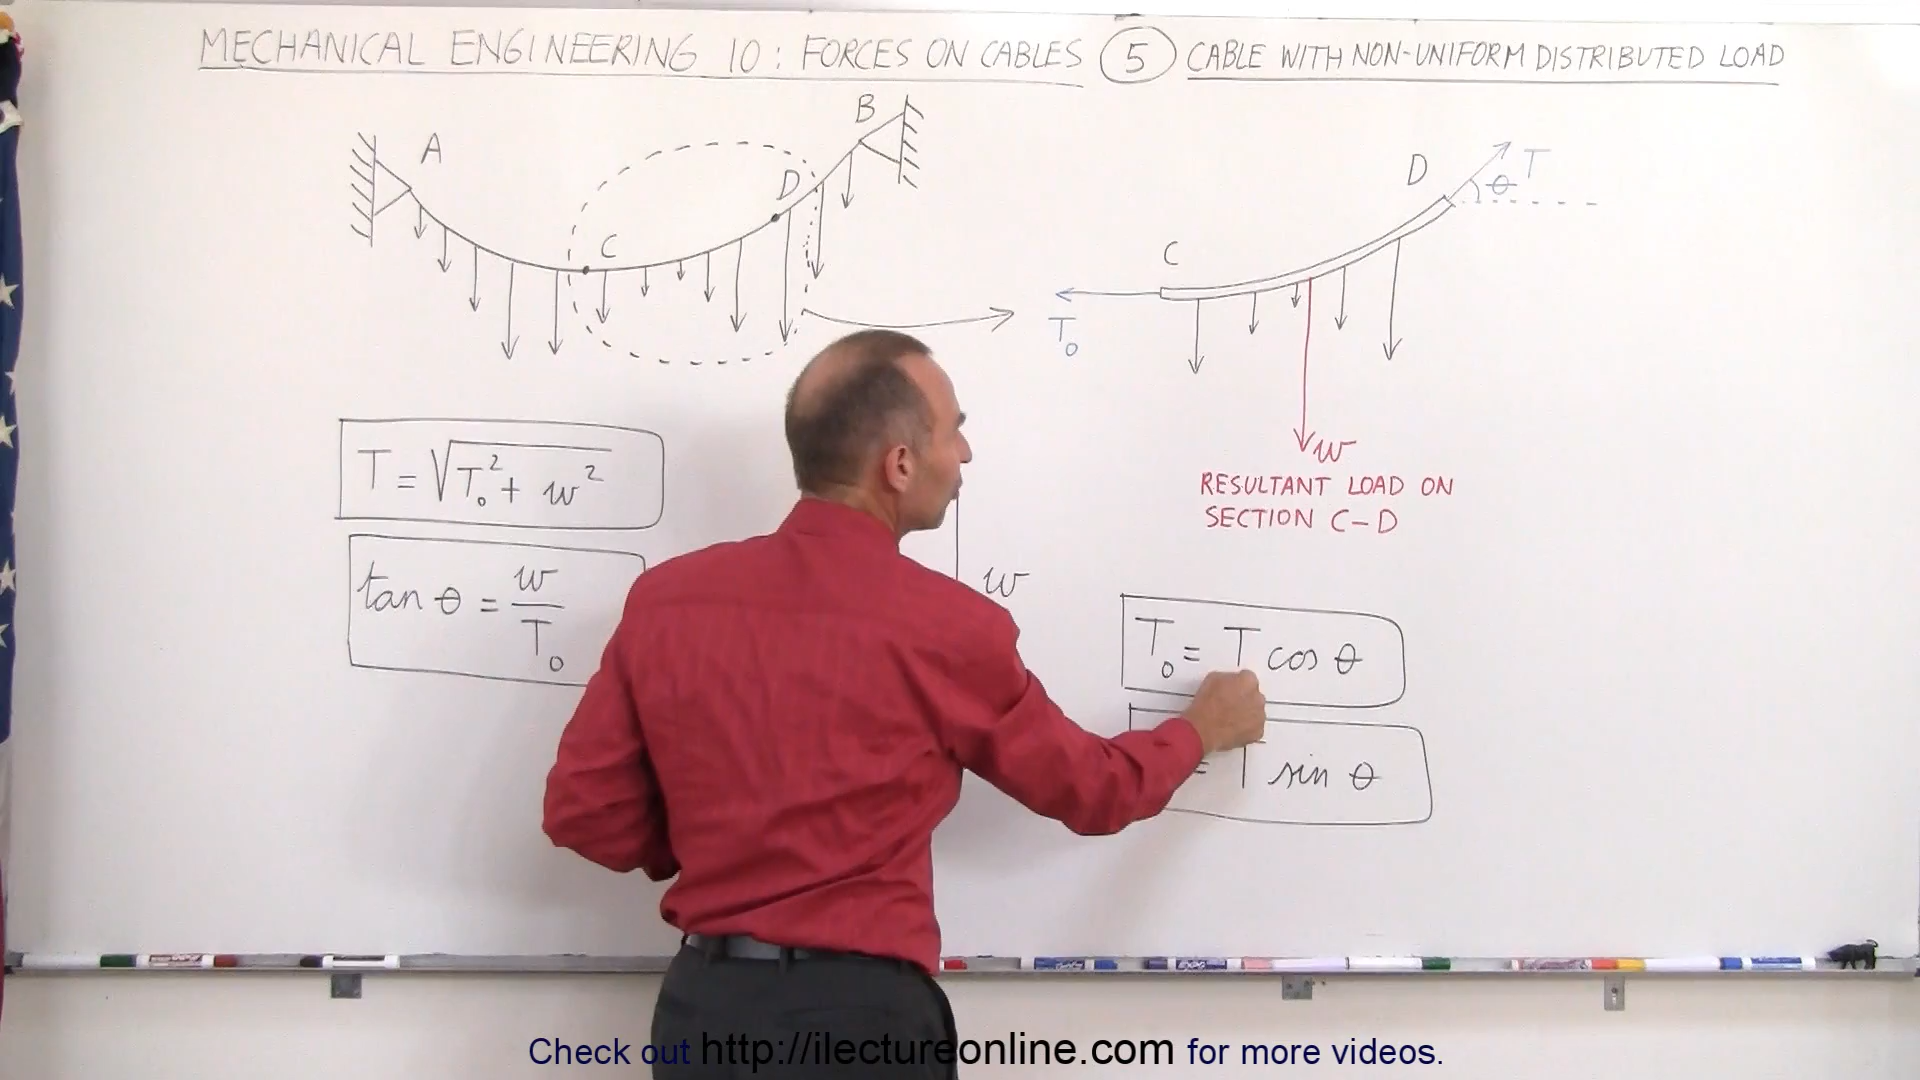 MECHANICAL ENGINEERING 10: FORCES ON CABLES (5) CABLE WITH NON-UNIFORM DISTRIBUTED LOAD
A
B
C
D
D
T
θ
C
T₀
w
RESULTANT LOAD ON
SECTION C-D
T = √T₀² + w²
tan θ = w/T₀
w
T₀ = T cos θ
= T sin θ
Check out http://ilectureonline.com for more videos.